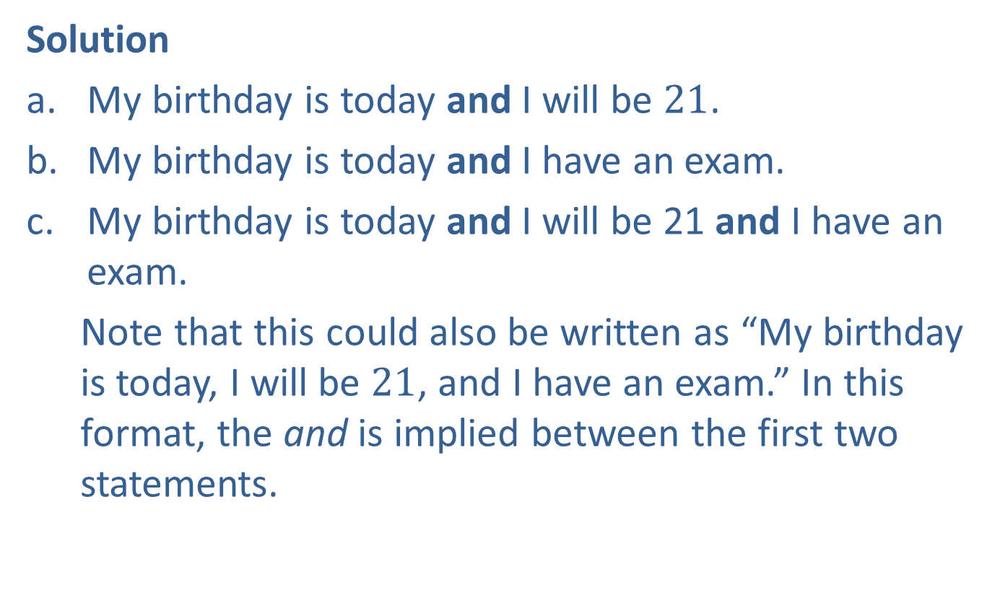 Solution
a. My birthday is today and I will be 21.
b. My birthday is today and I have an exam.
c. My birthday is today and I will be 21 and I have an
exam.
Note that this could also be written as “My birthday
is today, I will be 21, and I have an exam.” In this
format, the and is implied between the first two
statements.